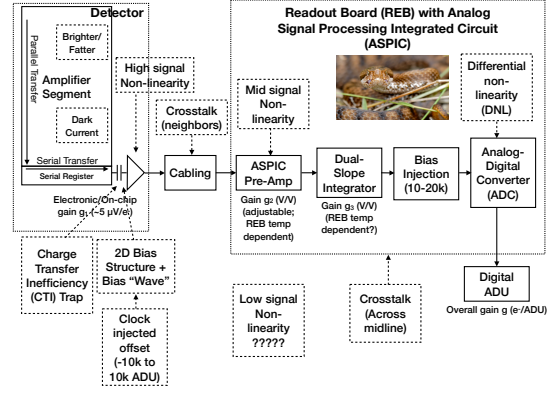 Detector
Parallel Transfer
Brighter/
Fatter
Amplifier
Segment
Dark
Current
Serial Transfer
Serial Register
Electronic/On-chip
gain g₁ (~5 µV/e-)
High signal
Non-linearity
Crosstalk
(neighbors)
Cabling
Readout Board (REB) with Analog
Signal Processing Integrated Circuit
(ASPIC)
Mid signal
Non-
linearity
Differential
non-
linearity
(DNL)
ASPIC
Pre-Amp
Gain g₂ (V/V)
(adjustable;
REB temp
dependent)
Dual-
Slope
Integrator
Gain g₃ (V/V)
(REB temp
dependent?)
Bias
Injection
(10-20k)
Analog-
Digital
Converter
(ADC)
Charge
Transfer
Inefficiency
(CTI) Trap
2D Bias
Structure +
Bias “Wave”
Clock
injected
offset
(-10k to
10k ADU)
Low signal
Non-
linearity
?????
Crosstalk
(Across
midline)
Digital
ADU
Overall gain g (e-/ADU)